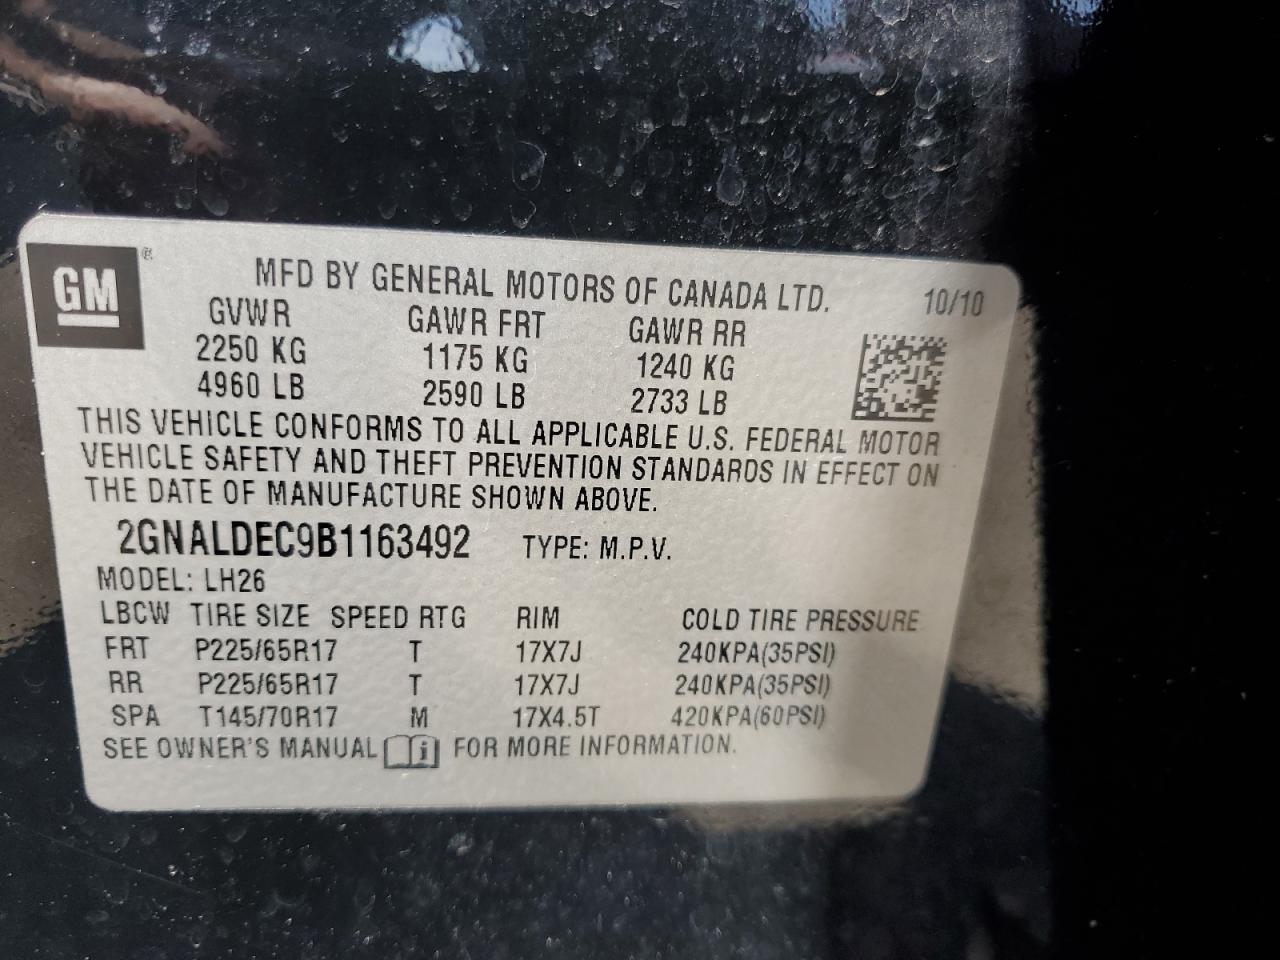 GM ®
MFD BY GENERAL MOTORS OF CANADA LTD. 10/10
GVWR GAWR FRT GAWR RR
2250 KG 1175 KG 1240 KG
4960 LB 2590 LB 2733 LB
THIS VEHICLE CONFORMS TO ALL APPLICABLE U.S. FEDERAL MOTOR
VEHICLE SAFETY AND THEFT PREVENTION STANDARDS IN EFFECT ON
THE DATE OF MANUFACTURE SHOWN ABOVE.
2GNALDEC9B1163492 TYPE: M.P.V.
MODEL: LH26
LBCW TIRE SIZE SPEED RTG RIM COLD TIRE PRESSURE
FRT P225/65R17 T 17X7J 240KPA(35PSI)
RR P225/65R17 T 17X7J 240KPA(35PSI)
SPA T145/70R17 M 17X4.5T 420KPA(60PSI)
SEE OWNER'S MANUAL i FOR MORE INFORMATION.